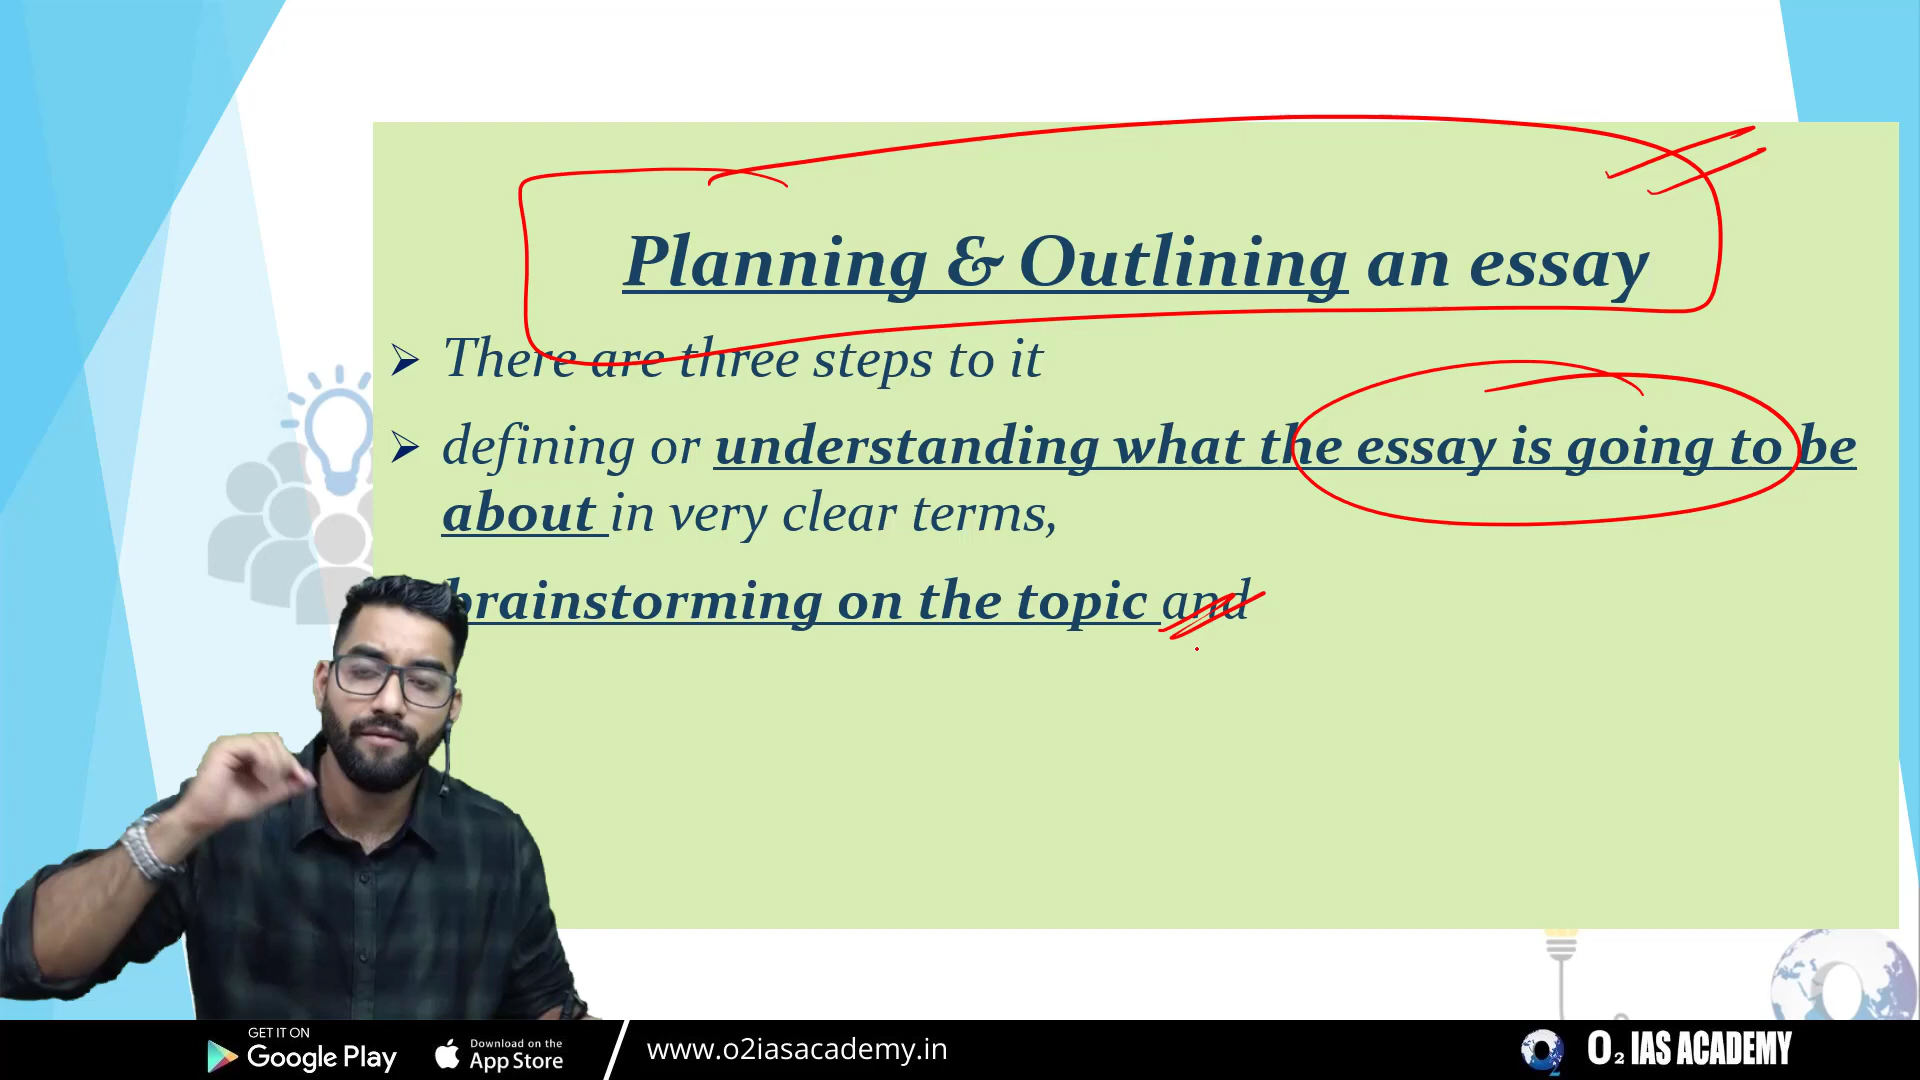 Planning & Outlining an essay
There are three steps to it
defining or understanding what the essay is going to be
about in very clear terms,
brainstorming on the topic and
GET IT ON
Google Play
Download on the
App Store
www.o2iasacademy.in
O2 IAS ACADEMY